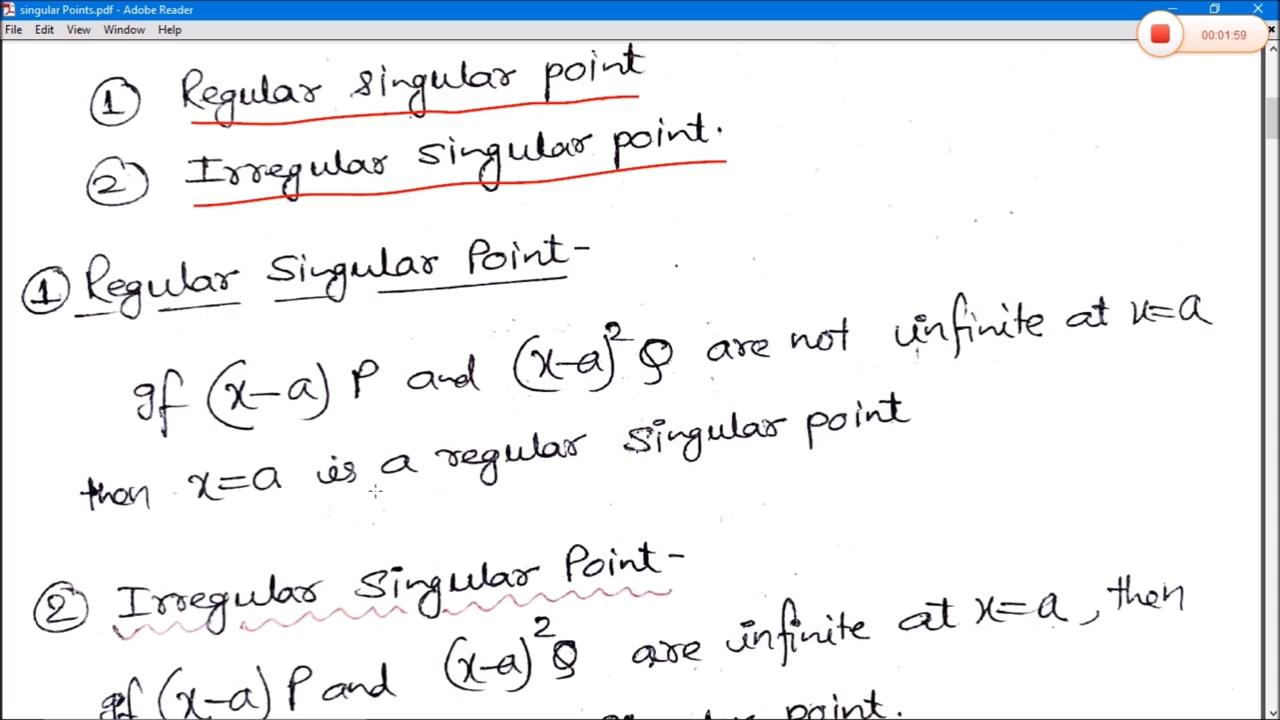 singular Points.pdf - Adobe Reader
File Edit View Window Help
00:01:59
① Regular singular point
② Irregular singular point.
① Regular Singular Point-
If (x-a) P and (x-a)² Q are not infinite at x=a
then x=a is a regular singular point
② Irregular Singular Point-
If (x-a) P and (x-a)² Q are infinite at x=a, then
point.